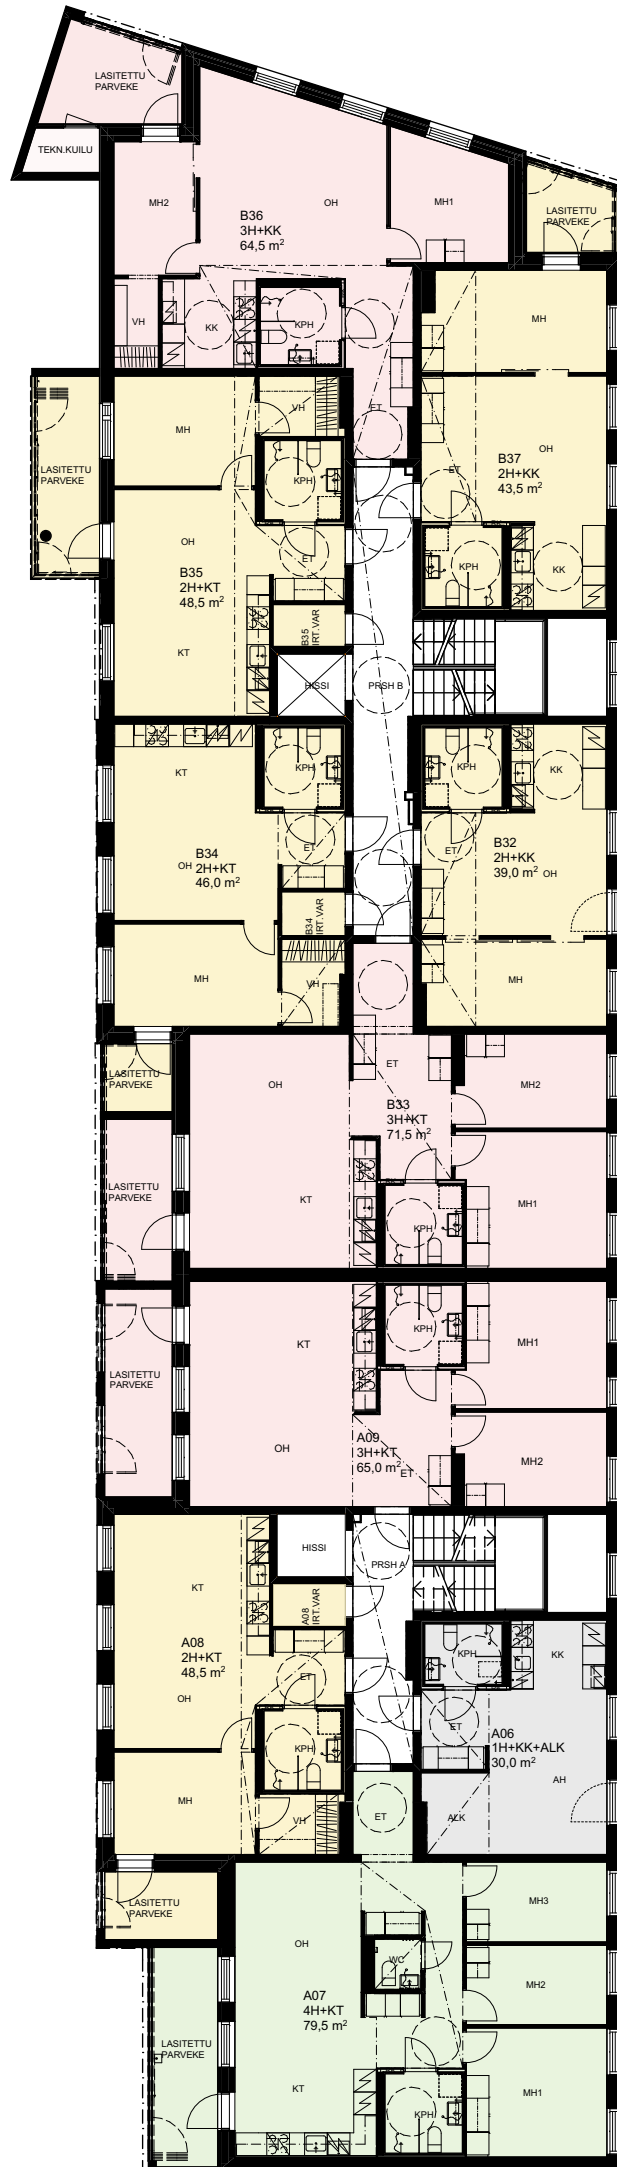 LASITETTU
PARVEKE
TEKN.KUILU
MH2
B36
3H+KK
64,5 m²
OH
MH1
LASITETTU
PARVEKE
VH
KK
KPH
ET
MH
MH
VH
LASITETTU
PARVEKE
KPH
B37
2H+KK
43,5 m²
OH
ET
OH
B35
2H+KT
48,5 m²
ET
KPH
KK
KT
B35
IRT.VAR
HISSI
PRSH B
KT
KPH
KPH
KK
B34
2H+KT
46,0 m²
OH
ET
ET
B32
2H+KK
39,0 m²
OH
B34
IRT.VAR
MH
VH
MH
LASITETTU
PARVEKE
OH
ET
MH2
B33
3H+KT
71,5 m²
LASITETTU
PARVEKE
KT
KPH
MH1
LASITETTU
PARVEKE
KT
KPH
MH1
OH
A09
3H+KT
65,0 m²
ET
MH2
HISSI
PRSH A
KT
A08
IRT.VAR
A08
2H+KT
48,5 m²
OH
ET
KPH
KK
ET
A06
1H+KK+ALK
30,0 m²
KPH
AH
MH
VH
ET
ALK
LASITETTU
PARVEKE
MH3
OH
WC
MH2
A07
4H+KT
79,5 m²
LASITETTU
PARVEKE
KT
KPH
MH1